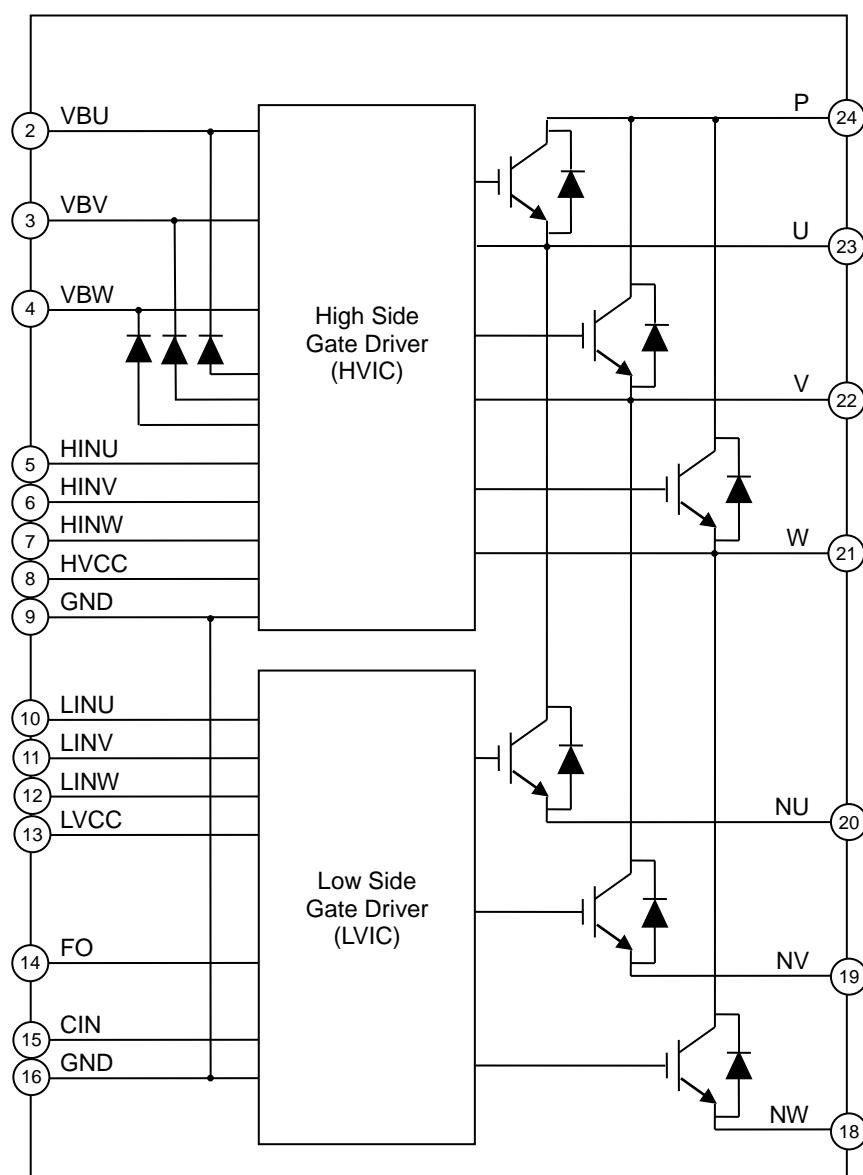 2 VBU
3 VBV
4 VBW
5 HINU
6 HINV
7 HINW
8 HVCC
9 GND
10 LINU
11 LINV
12 LINW
13 LVCC
14 FO
15 CIN
16 GND
High Side
Gate Driver
(HVIC)
Low Side
Gate Driver
(LVIC)
P 24
U 23
V 22
W 21
NU 20
NV 19
NW 18